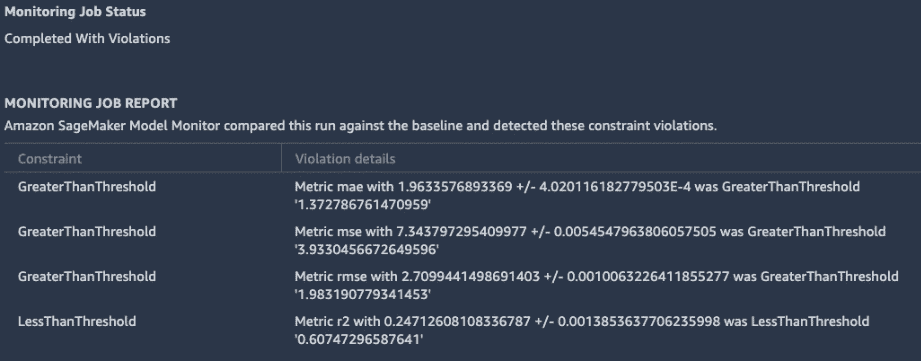 Monitoring Job Status
Completed With Violations
MONITORING JOB REPORT
Amazon SageMaker Model Monitor compared this run against the baseline and detected these constraint violations.
Constraint Violation details
GreaterThanThreshold Metric mae with 1.9633576893369 +/- 4.020116182779503E-4 was GreaterThanThreshold
'1.372786761470959'
GreaterThanThreshold Metric mse with 7.343797295409977 +/- 0.0054547963806057505 was GreaterThanThreshold
'3.9330456672649596'
GreaterThanThreshold Metric rmse with 2.7099441498691403 +/- 0.0010063226411855277 was GreaterThanThreshold
'1.983190779341453'
LessThanThreshold Metric r2 with 0.24712608108336787 +/- 0.0013853637706235998 was LessThanThreshold
'0.60747296587641'